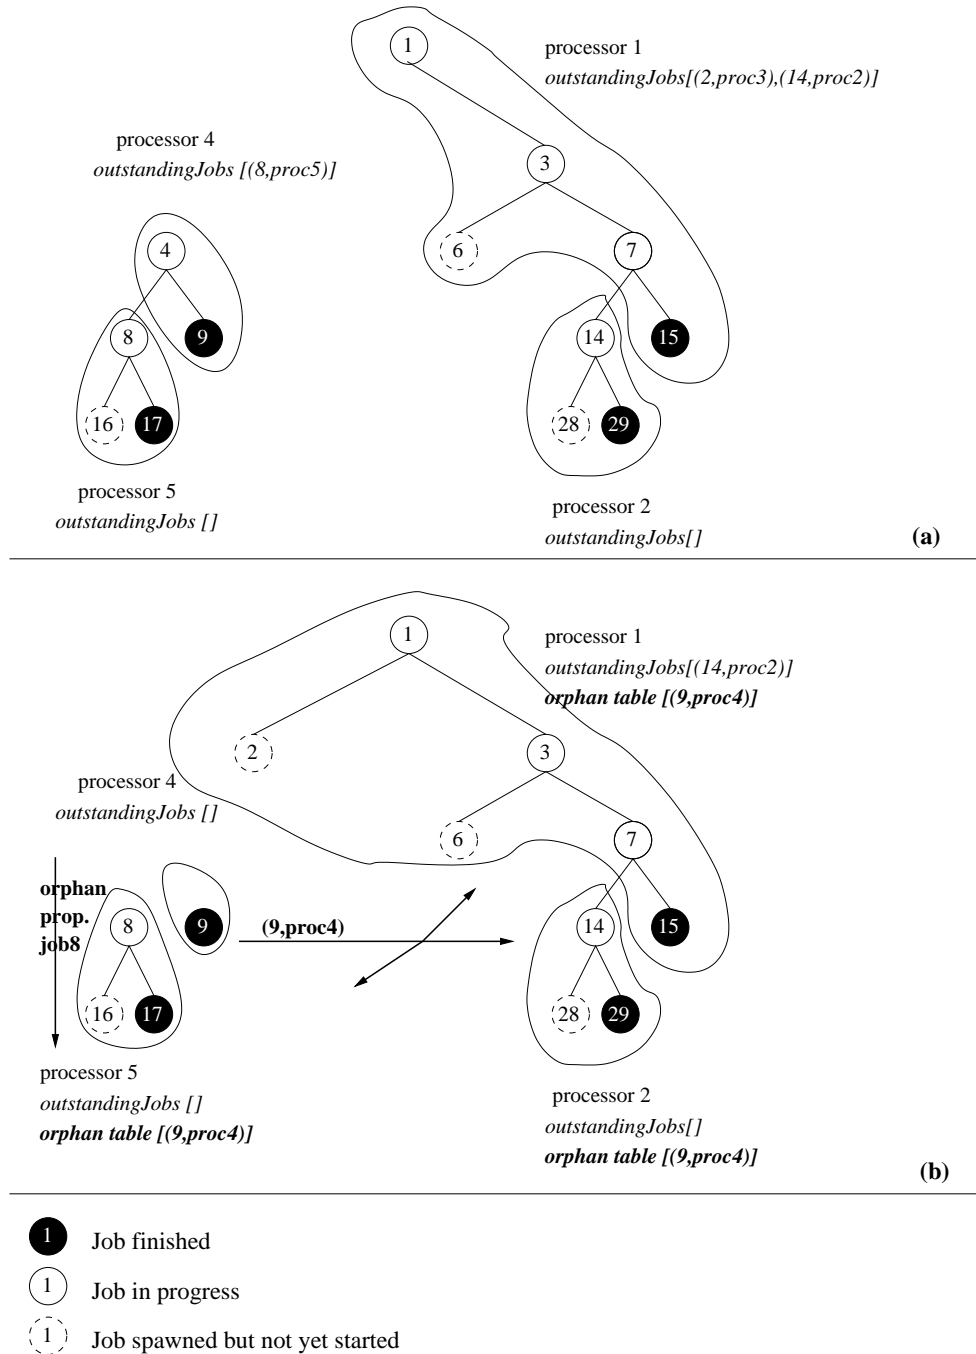 1
processor 1
outstandingJobs[(2,proc3),(14,proc2)]
processor 4
outstandingJobs [(8,proc5)]
3
4
6
7
8
9
14
15
16
17
28
29
processor 5
outstandingJobs []
processor 2
outstandingJobs[]
(a)
1
processor 1
outstandingJobs[(14,proc2)]
orphan table [(9,proc4)]
2
3
processor 4
outstandingJobs []
6
7
orphan
prop.
job8
8
9
(9,proc4)
14
15
16
17
28
29
processor 5
outstandingJobs []
orphan table [(9,proc4)]
processor 2
outstandingJobs[]
orphan table [(9,proc4)]
(b)
1 Job finished
1 Job in progress
1 Job spawned but not yet started